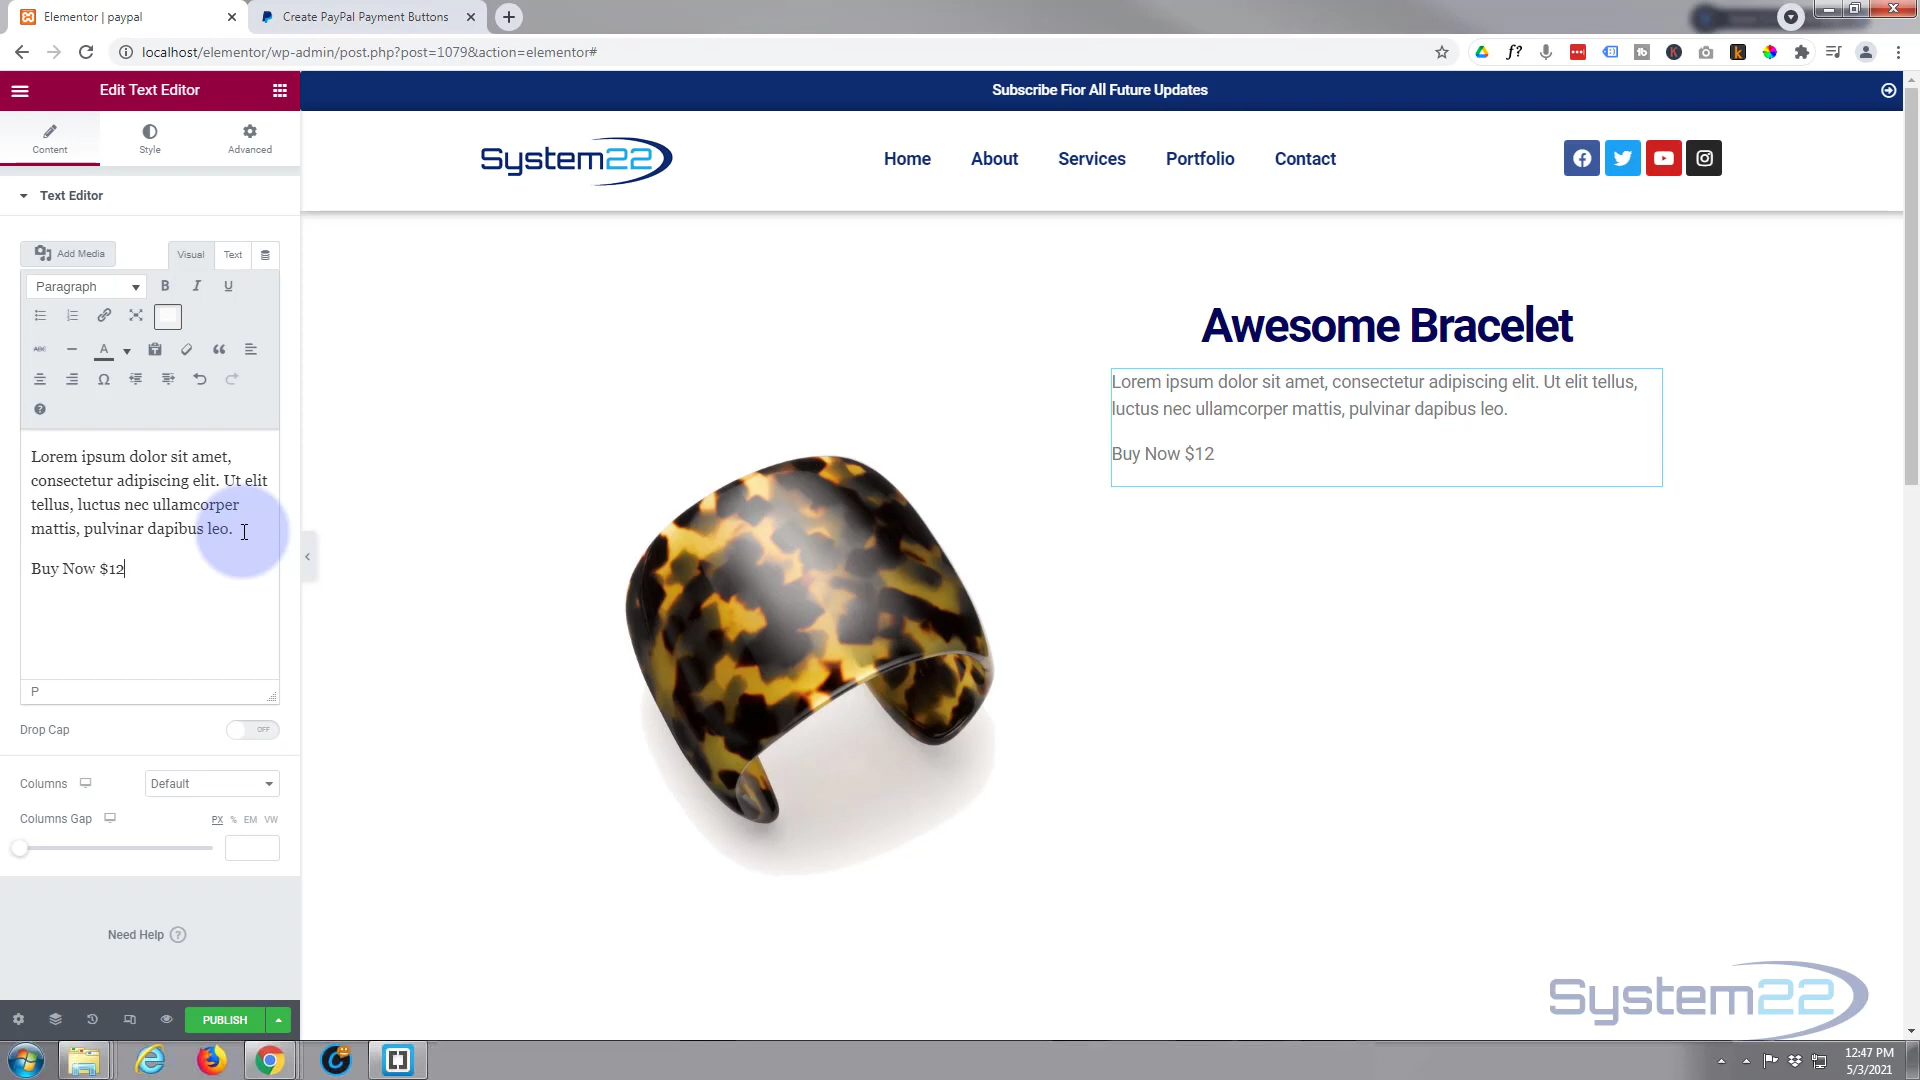 Elementor | paypal
Create PayPal Payment Buttons
localhost/elementor/wp-admin/post.php?post=1079&action=elementor#
Edit Text Editor
Subscribe Fior All Future Updates
Content
Style
Advanced
System22
Home
About
Services
Portfolio
Contact
Text Editor
Add Media
Visual
Text
Paragraph
B
I
U
ABC
A
Lorem ipsum dolor sit amet,
consectetur adipiscing elit. Ut elit
tellus, luctus nec ullamcorper
mattis, pulvinar dapibus leo.
Buy Now $12
P
Awesome Bracelet
Lorem ipsum dolor sit amet, consectetur adipiscing elit. Ut elit tellus,
luctus nec ullamcorper mattis, pulvinar dapibus leo.
Buy Now $12
Drop Cap
OFF
Columns
Default
Columns Gap
PX
%
EM
VW
Need Help
PUBLISH
System22
12:47 PM
5/3/2021